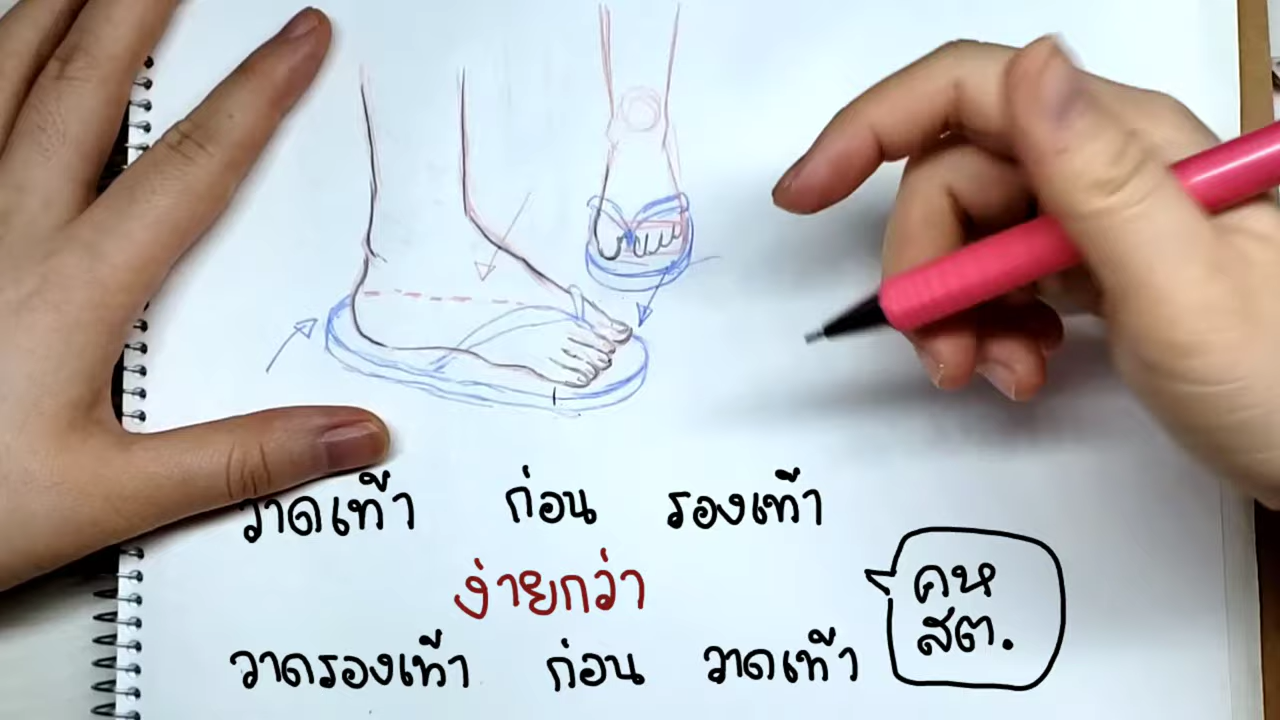 วาดเท้า ก่อน รองเท้า
ง่ายกว่า
วาดรองเท้า ก่อน วาดเท้า
คห
สต.